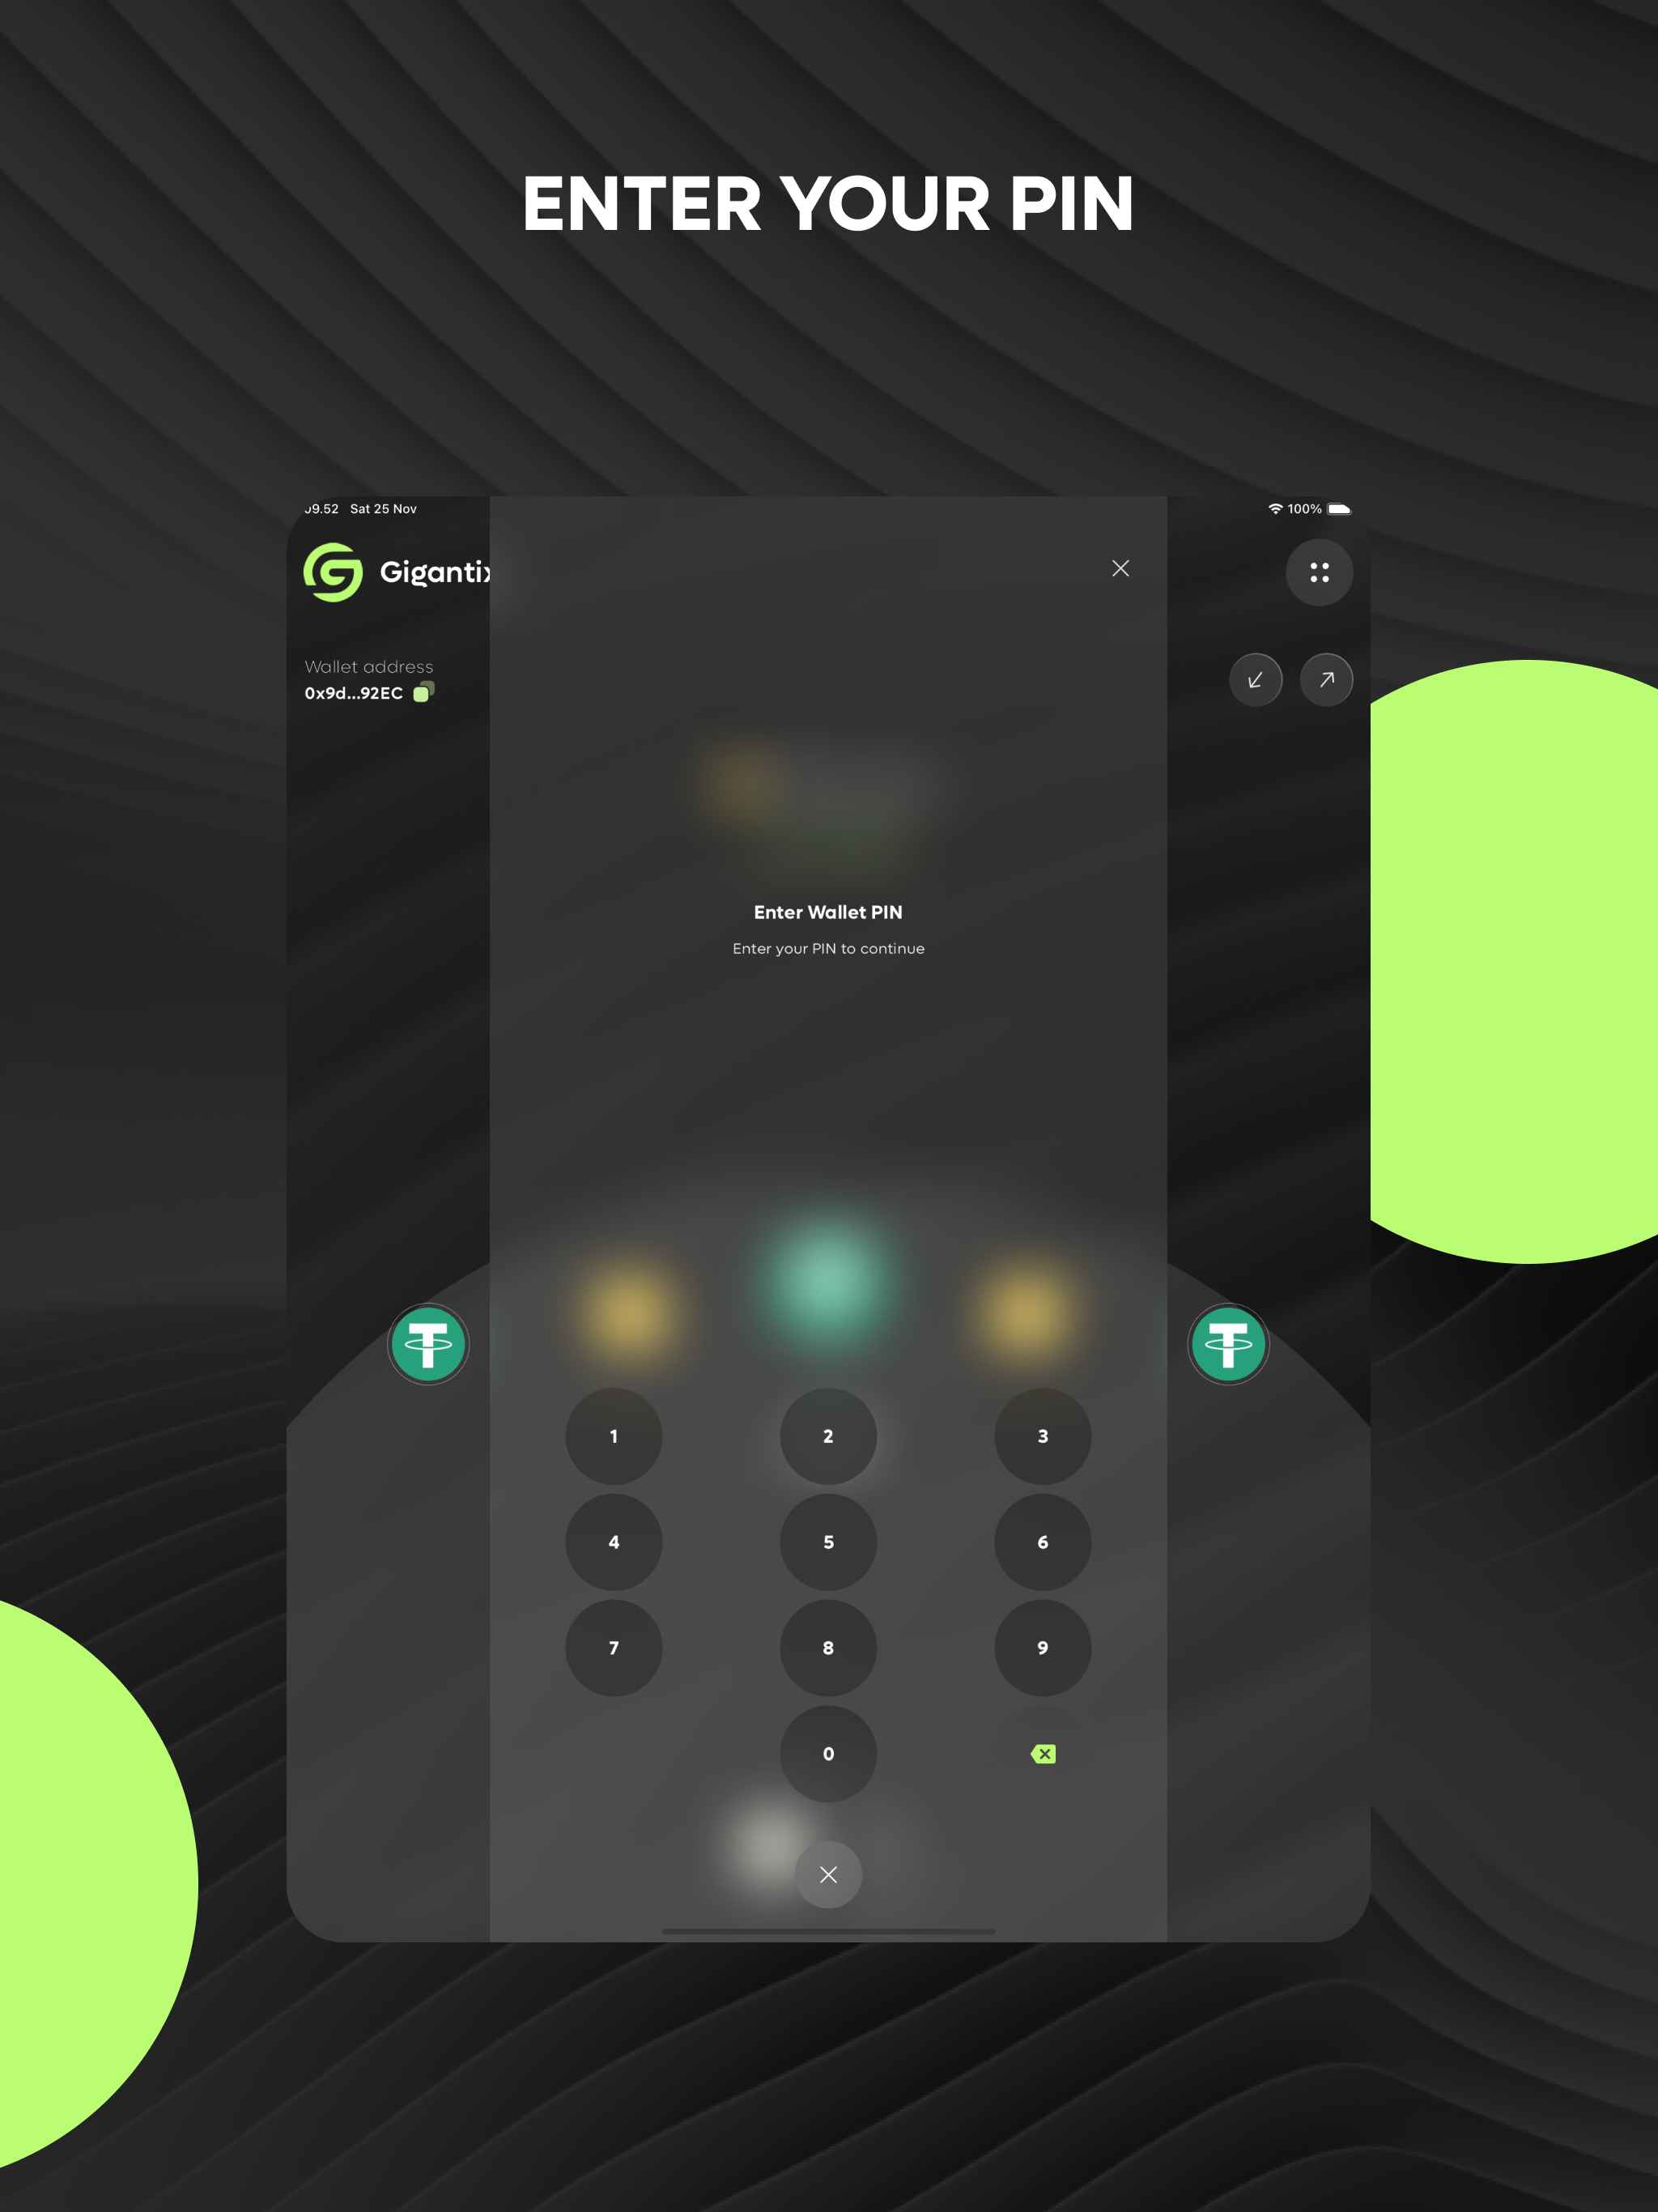 ENTER YOUR PIN
09.52 Sat 25 Nov
100%
Gigantix
Wallet address
0x9d...92EC
Enter Wallet PIN
Enter your PIN to continue
1 2 3
4 5 6
7 8 9
0